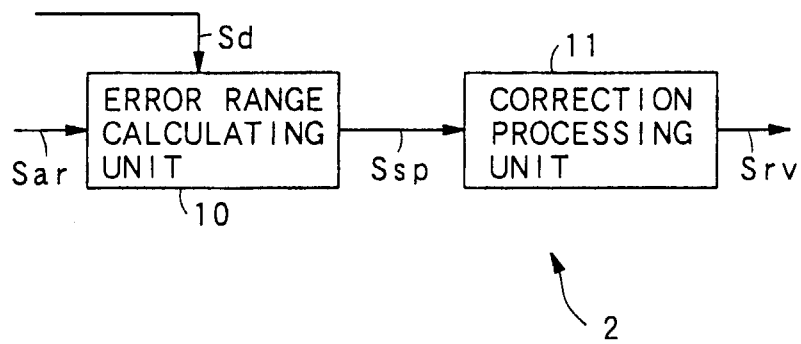 Sd
11
ERROR RANGE
CALCULATING
UNIT
CORRECTION
PROCESSING
UNIT
Sar
Ssp
Srv
10
2